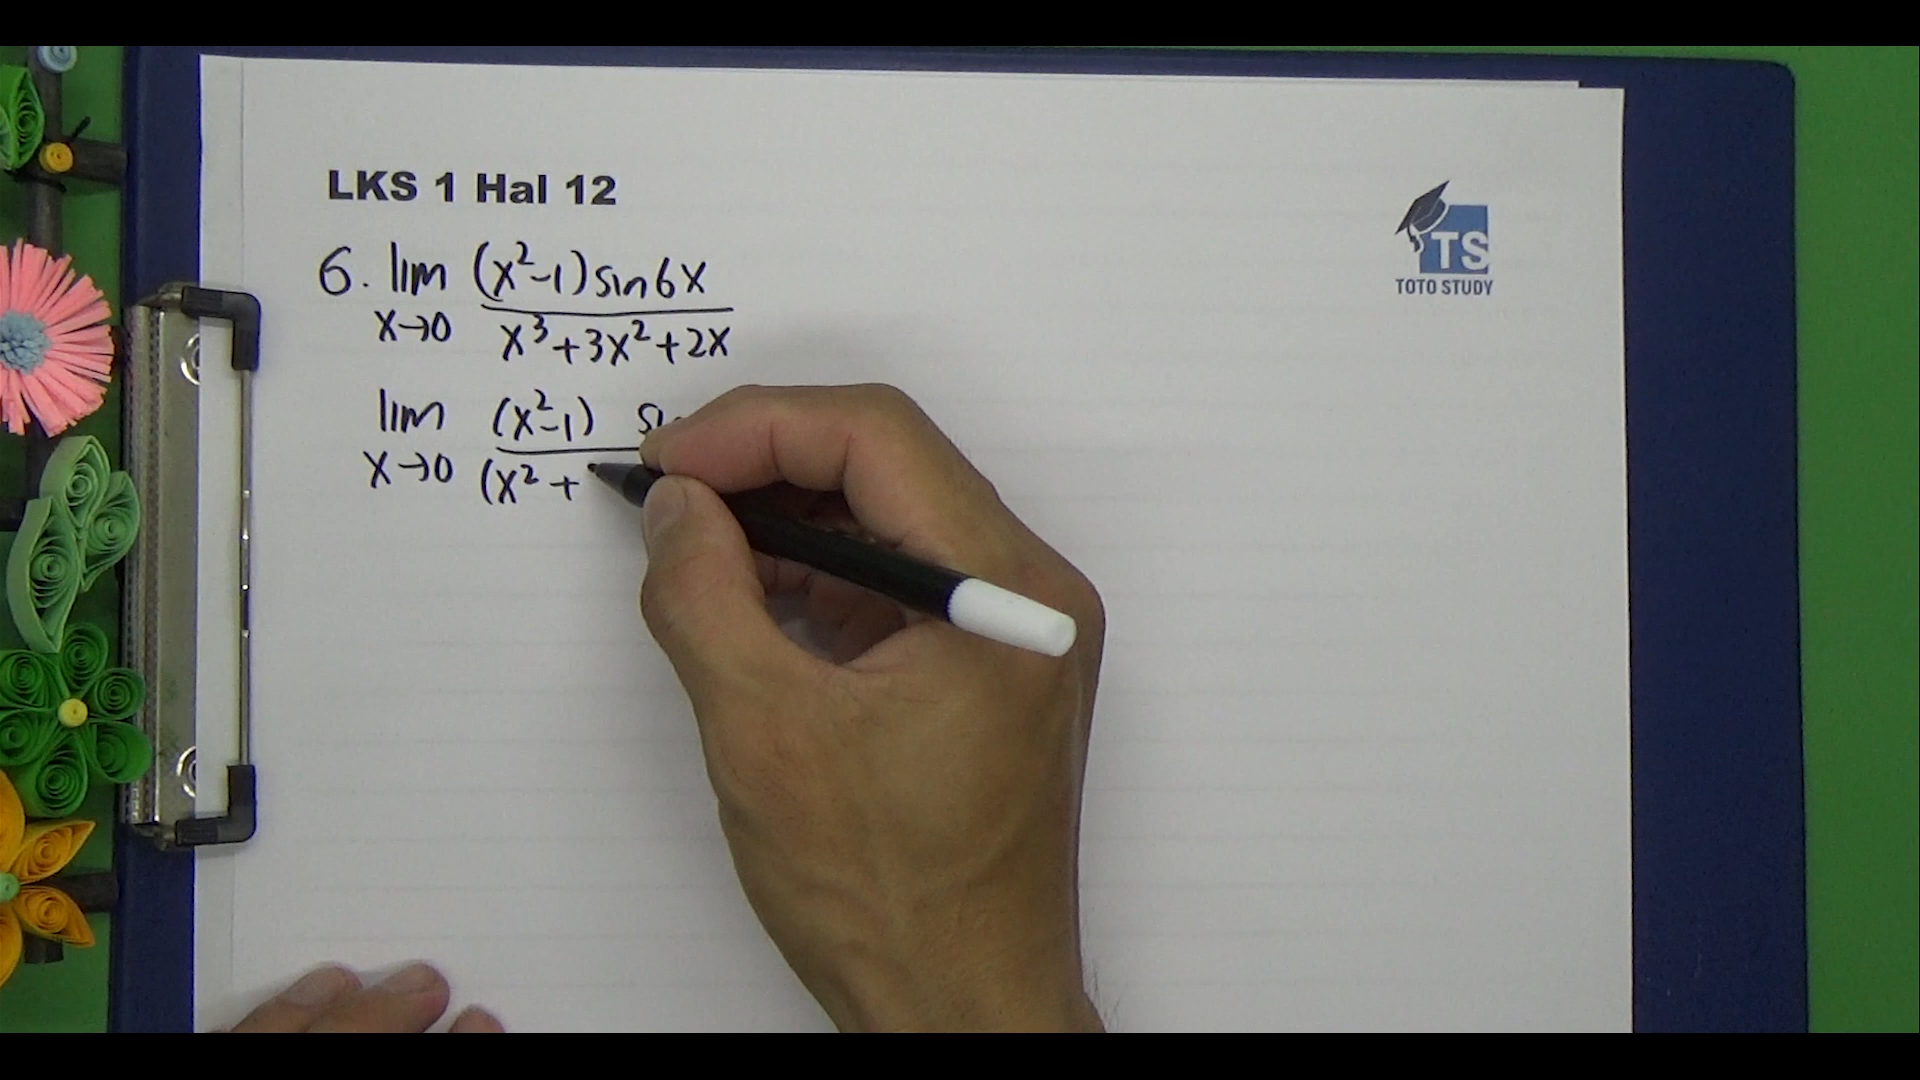 LKS 1 Hal 12
TS
TOTO STUDY
6. lim (x²-1) sin 6x
x→0 x³+3x²+2x
lim (x²-1)
x→0 (x² +